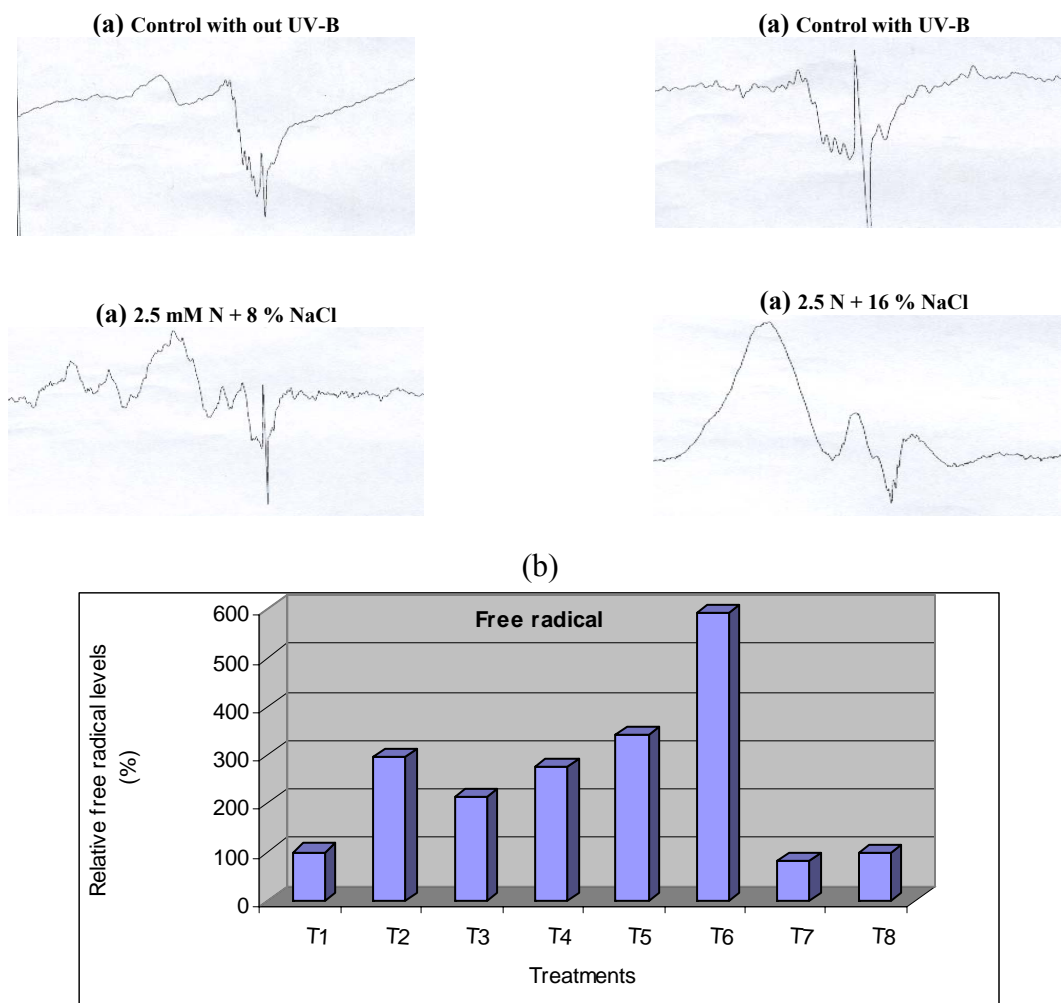 (a) Control with out UV-B
(a) Control with UV-B
(a) 2.5 mM N + 8 % NaCl
(a) 2.5 N + 16 % NaCl
(b)
Free radical
Relative free radical levels
(%)
600
500
400
300
200
100
0
T1 T2 T3 T4 T5 T6 T7 T8
Treatments